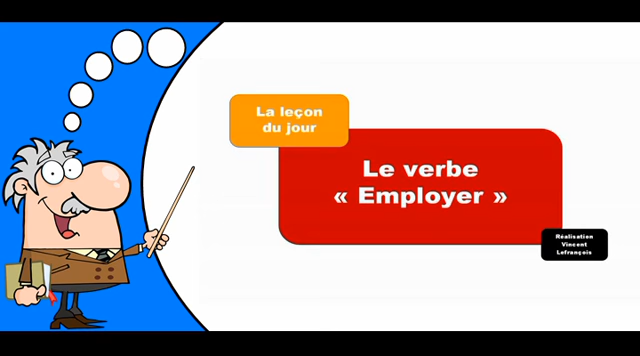 La leçon
du jour
Le verbe
« Employer »
Réalisation
Vincent
Lefrançois